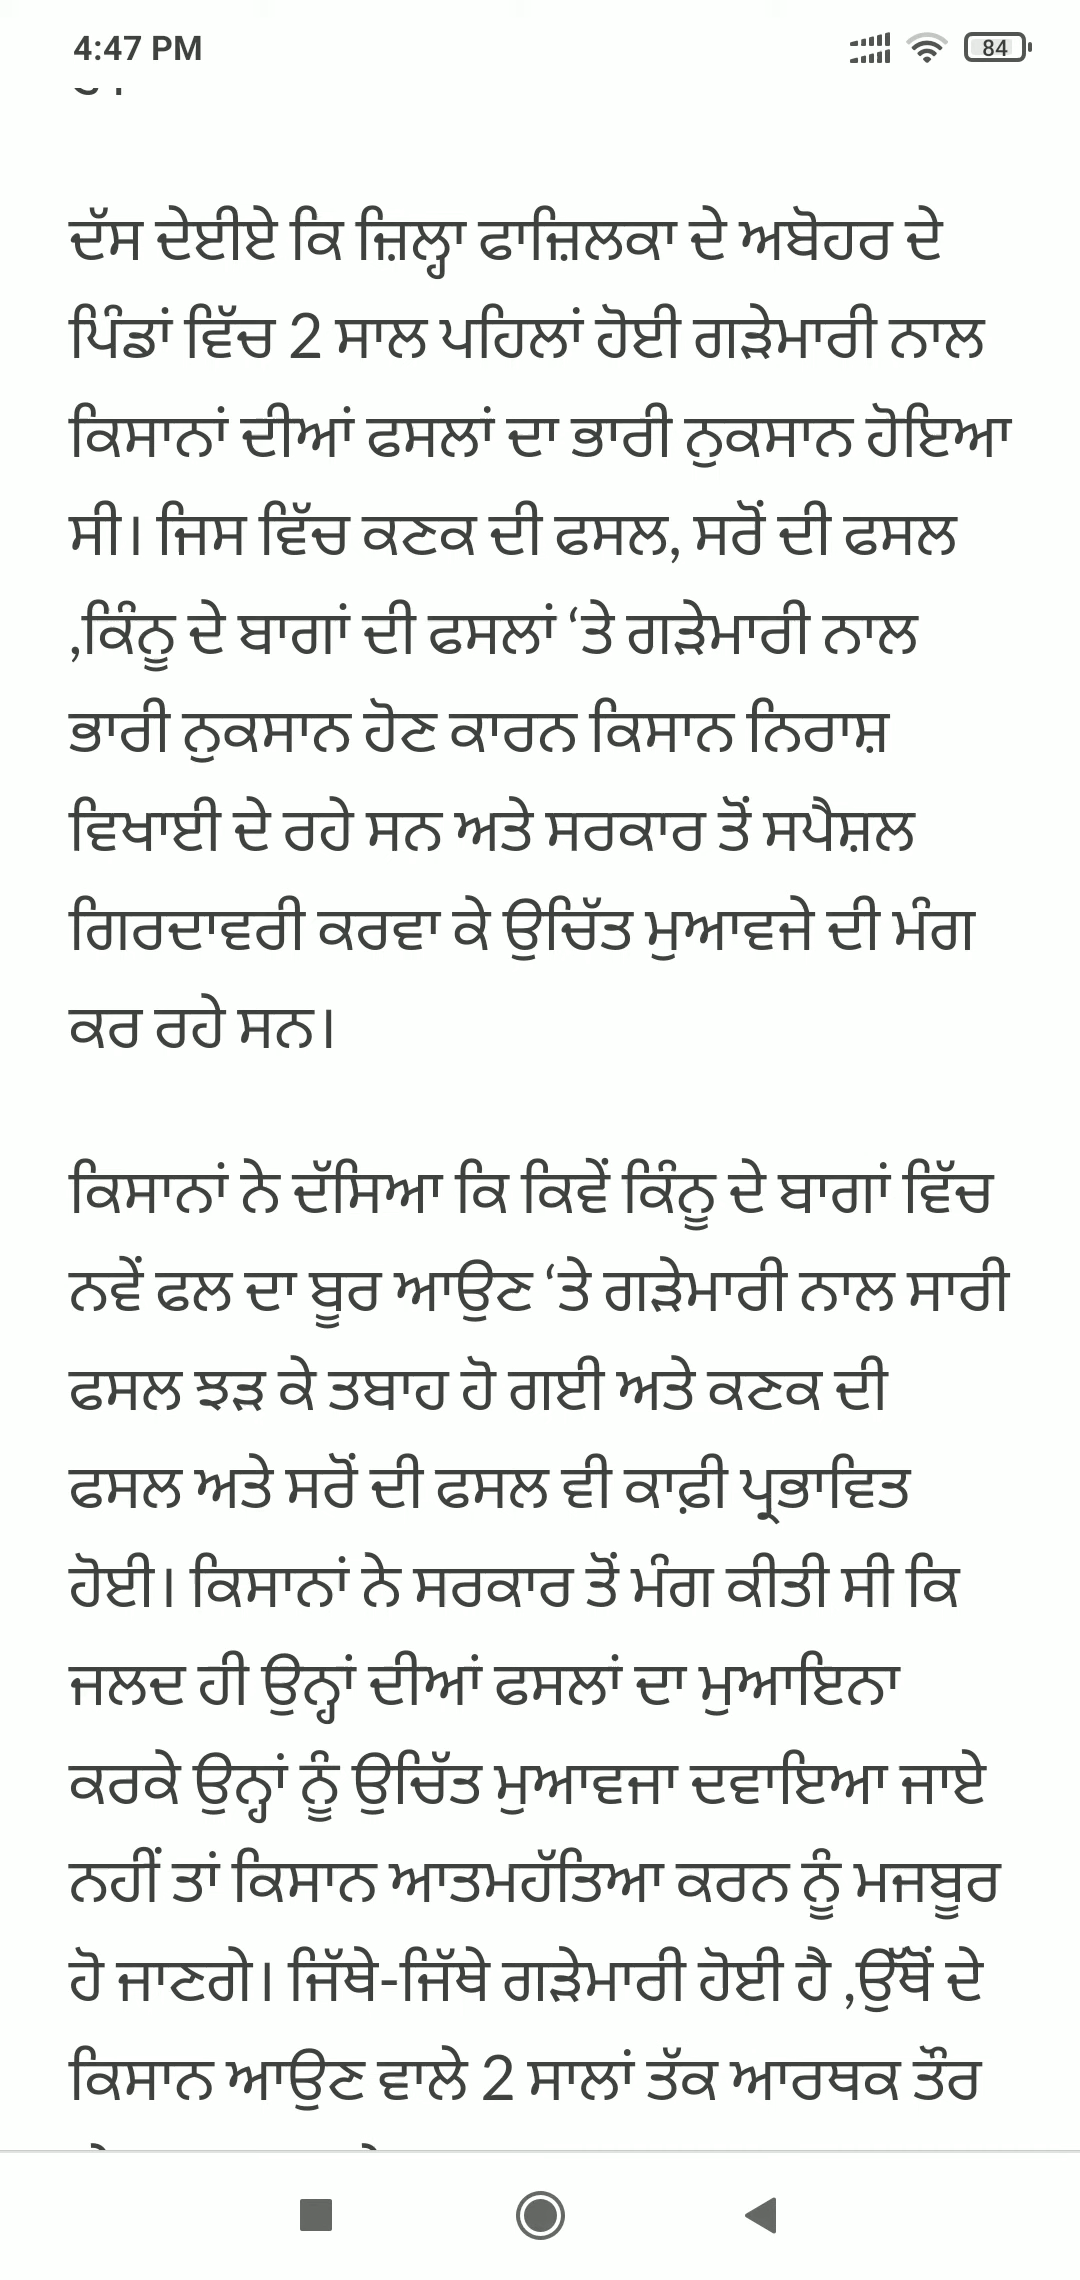 4:47 PM
84
ਦੱਸ ਦੇਈਏ ਕਿ ਜ਼ਿਲ੍ਹਾ ਫਾਜ਼ਿਲਕਾ ਦੇ ਅਬੋਹਰ ਦੇ
ਪਿੰਡਾਂ ਵਿੱਚ 2 ਸਾਲ ਪਹਿਲਾਂ ਹੋਈ ਗੜੇਮਾਰੀ ਨਾਲ
ਕਿਸਾਨਾਂ ਦੀਆਂ ਫਸਲਾਂ ਦਾ ਭਾਰੀ ਨੁਕਸਾਨ ਹੋਇਆ
ਸੀ। ਜਿਸ ਵਿੱਚ ਕਣਕ ਦੀ ਫਸਲ, ਸਰੋਂ ਦੀ ਫਸਲ
,ਕਿੰਨੂ ਦੇ ਬਾਗਾਂ ਦੀ ਫਸਲਾਂ ‘ਤੇ ਗੜੇਮਾਰੀ ਨਾਲ
ਭਾਰੀ ਨੁਕਸਾਨ ਹੋਣ ਕਾਰਨ ਕਿਸਾਨ ਨਿਰਾਸ਼
ਵਿਖਾਈ ਦੇ ਰਹੇ ਸਨ ਅਤੇ ਸਰਕਾਰ ਤੋਂ ਸਪੈਸ਼ਲ
ਗਿਰਦਾਵਰੀ ਕਰਵਾ ਕੇ ਉਚਿੱਤ ਮੁਆਵਜੇ ਦੀ ਮੰਗ
ਕਰ ਰਹੇ ਸਨ।
ਕਿਸਾਨਾਂ ਨੇ ਦੱਸਿਆ ਕਿ ਕਿਵੇਂ ਕਿੰਨੂ ਦੇ ਬਾਗਾਂ ਵਿੱਚ
ਨਵੇਂ ਫਲ ਦਾ ਬੂਰ ਆਉਣ ‘ਤੇ ਗੜੇਮਾਰੀ ਨਾਲ ਸਾਰੀ
ਫਸਲ ਝੜ ਕੇ ਤਬਾਹ ਹੋ ਗਈ ਅਤੇ ਕਣਕ ਦੀ
ਫਸਲ ਅਤੇ ਸਰੋਂ ਦੀ ਫਸਲ ਵੀ ਕਾਫ਼ੀ ਪ੍ਰਭਾਵਿਤ
ਹੋਈ। ਕਿਸਾਨਾਂ ਨੇ ਸਰਕਾਰ ਤੋਂ ਮੰਗ ਕੀਤੀ ਸੀ ਕਿ
ਜਲਦ ਹੀ ਉਨ੍ਹਾਂ ਦੀਆਂ ਫਸਲਾਂ ਦਾ ਮੁਆਇਨਾ
ਕਰਕੇ ਉਨ੍ਹਾਂ ਨੂੰ ਉਚਿੱਤ ਮੁਆਵਜਾ ਦਵਾਇਆ ਜਾਏ
ਨਹੀਂ ਤਾਂ ਕਿਸਾਨ ਆਤਮਹੱਤਿਆ ਕਰਨ ਨੂੰ ਮਜਬੂਰ
ਹੋ ਜਾਣਗੇ। ਜਿੱਥੇ-ਜਿੱਥੇ ਗੜੇਮਾਰੀ ਹੋਈ ਹੈ ,ਉੱਥੋਂ ਦੇ
ਕਿਸਾਨ ਆਉਣ ਵਾਲੇ 2 ਸਾਲਾਂ ਤੱਕ ਆਰਥਕ ਤੌਰ